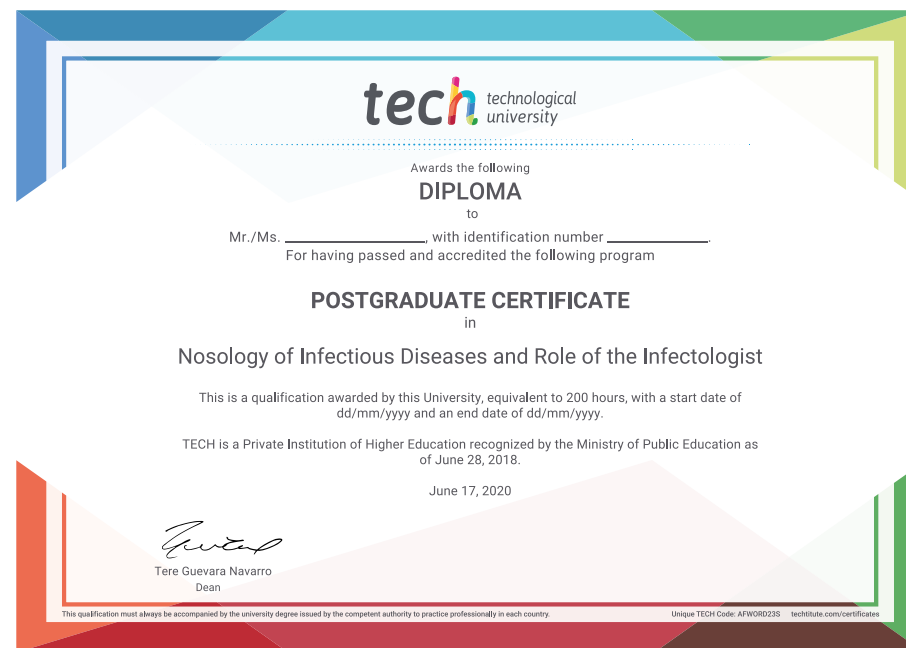 tech technological
university
Awards the following
DIPLOMA
to
Mr./Ms. ____________________, with identification number ______________.
For having passed and accredited the following program
POSTGRADUATE CERTIFICATE
in
Nosology of Infectious Diseases and Role of the Infectologist
This is a qualification awarded by this University, equivalent to 200 hours, with a start date of
dd/mm/yyyy and an end date of dd/mm/yyyy.
TECH is a Private Institution of Higher Education recognized by the Ministry of Public Education as
of June 28, 2018.
June 17, 2020
Tere Guevara Navarro
Dean
This qualification must always be accompanied by the university degree issued by the competent authority to practice professionally in each country. Unique TECH Code: AFWORD23S techtitute.com/certificates